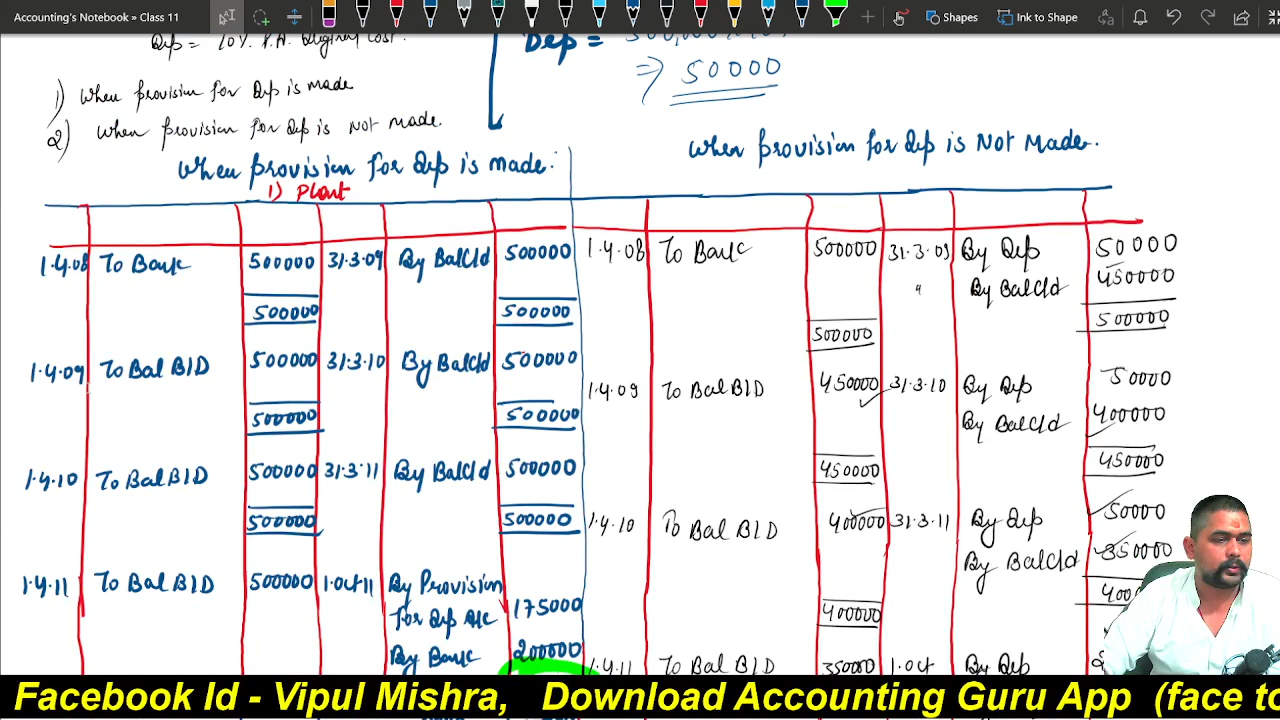 Accounting's Notebook » Class 11
Shapes
Ink to Shape
Dep = 10% P.A. Original Cost.
Dep =
⇒ 50000
1) When provision for Dep is made
2) When provision for Dep is Not made.
When provision for Dep is made:
When provision for Dep is Not Made.
1) Plant
1.4.08 To Bank 500000 31.3.09 By Bal C/d 500000
500000 500000
1.4.09 To Bal B/D 500000 31.3.10 By Bal C/d 500000
500000 500000
1.4.10 To Bal B/D 500000 31.3.11 By Bal C/d 500000
500000 500000
1.4.11 To Bal B/D 500000 1.Oct 11 By Provision
For Dep A/c 175000
By Bank 200000
1.4.08 To Bank 500000 31.3.09 By Dep 50000
" By Bal C/d 450000
500000 500000
1.4.09 To Bal B/D 450000 31.3.10 By Dep 50000
By Bal C/d 400000
450000 450000
1.4.10 To Bal B/D 400000 31.3.11 By Dep 50000
By Bal C/d 350000
400000 400
1.4.11 To Bal B/D 350000 1.Oct By Dep
Facebook Id - Vipul Mishra, Download Accounting Guru App (face to